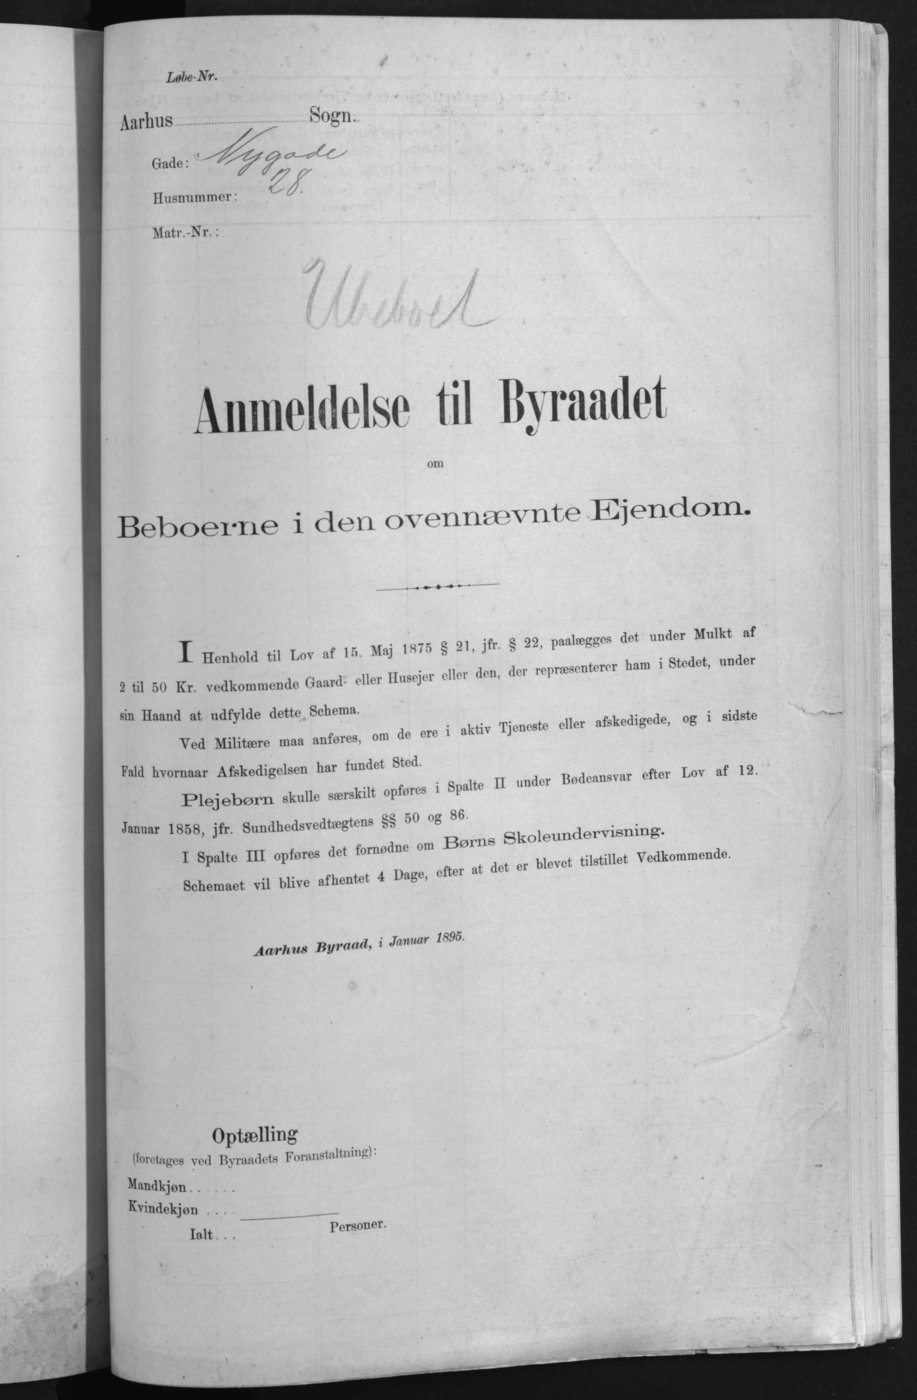 Løbe-Nr.
Aarhus Sogn.
Gade: Nygade
Husnummer: 28.
Matr.-Nr.:
Ubeboet
Anmeldelse til Byraadet
om
Beboerne i den ovennævnte Ejendom.
I Henhold til Lov af 15. Maj 1875 § 21, jfr. § 22, paalægges det under Mulkt af
2 til 50 Kr. vedkommende Gaard- eller Husejer eller den, der repræsenterer ham i Stedet, under
sin Haand at udfylde dette Schema.
Ved Militære maa anføres, om de ere i aktiv Tjeneste eller afskedigede, og i sidste
Fald hvornaar Afskedigelsen har fundet Sted.
Plejebørn skulle særskilt opføres i Spalte II under Bødeansvar efter Lov af 12.
Januar 1858, jfr. Sundhedsvedtægtens §§ 50 og 86.
I Spalte III opføres det fornødne om Børns Skoleundervisning.
Schemaet vil blive afhentet 4 Dage, efter at det er blevet tilstillet Vedkommende.
Aarhus Byraad, i Januar 1895.
Optælling
(foretages ved Byraadets Foranstaltning):
Mandkjøn . . . . . .
Kvindekjøn . . . .
Ialt . . . Personer.